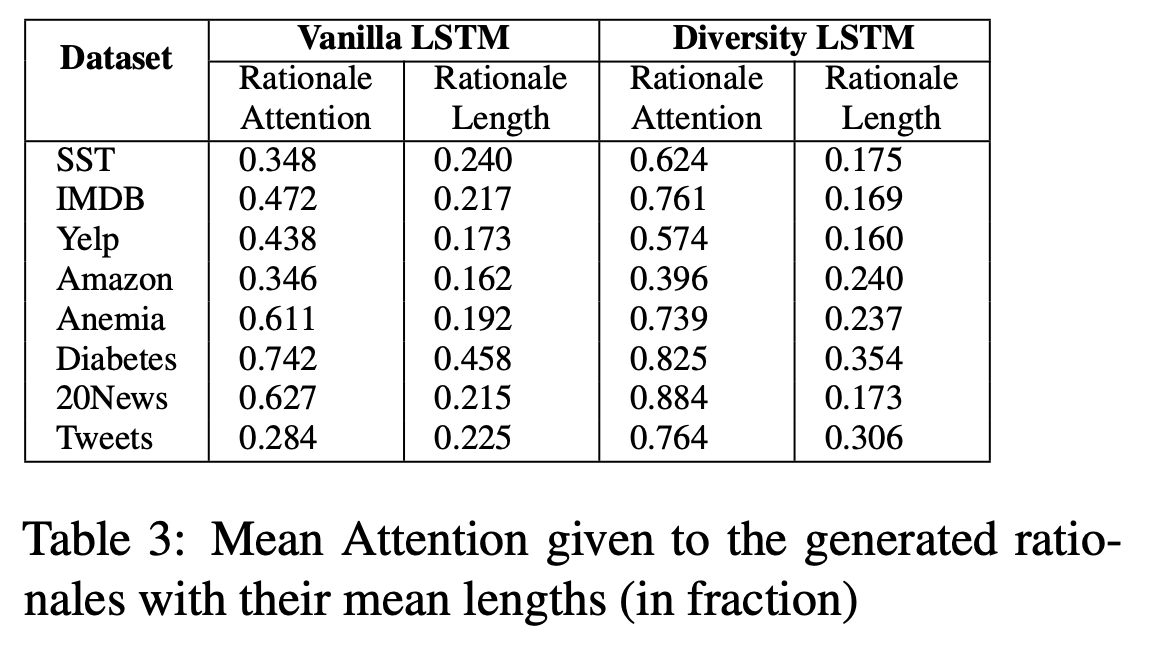 Dataset Vanilla LSTM Diversity LSTM
Rationale Attention Rationale Length Rationale Attention Rationale Length
SST 0.348 0.240 0.624 0.175
IMDB 0.472 0.217 0.761 0.169
Yelp 0.438 0.173 0.574 0.160
Amazon 0.346 0.162 0.396 0.240
Anemia 0.611 0.192 0.739 0.237
Diabetes 0.742 0.458 0.825 0.354
20News 0.627 0.215 0.884 0.173
Tweets 0.284 0.225 0.764 0.306
Table 3: Mean Attention given to the generated ratio-
nales with their mean lengths (in fraction)